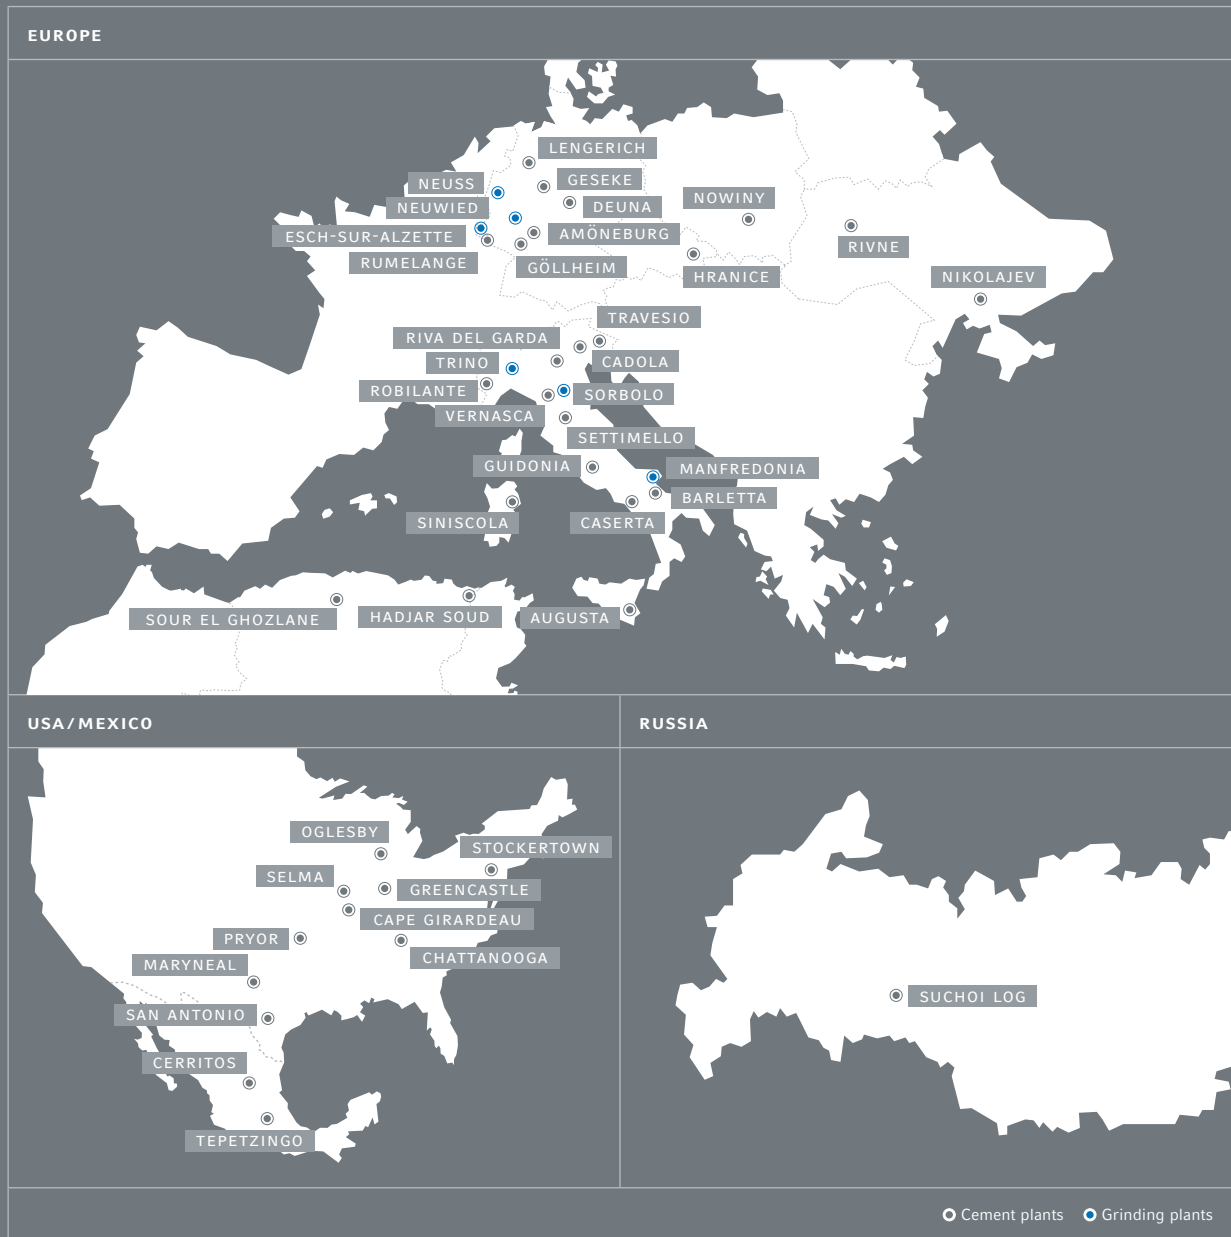 EUROPE
LENGERICH
GESEKE
NEUSS
NEUWIED
DEUNA
NOWINY
ESCH-SUR-ALZETTE
AMÖNEBURG
RIVNE
RUMELANGE
GÖLLHEIM
HRANICE
NIKOLAJEV
TRAVESIO
RIVA DEL GARDA
TRINO
CADOLA
ROBILANTE
SORBOLO
VERNASCA
SETTIMELLO
GUIDONIA
MANFREDONIA
BARLETTA
SINISCOLA
CASERTA
SOUR EL GHOZLANE
HADJAR SOUD
AUGUSTA
USA/MEXICO
OGLESBY
STOCKERTOWN
SELMA
GREENCASTLE
CAPE GIRARDEAU
PRYOR
CHATTANOOGA
MARYNEAL
SAN ANTONIO
CERRITOS
TEPETZINGO
RUSSIA
SUCHOI LOG
Cement plants
Grinding plants